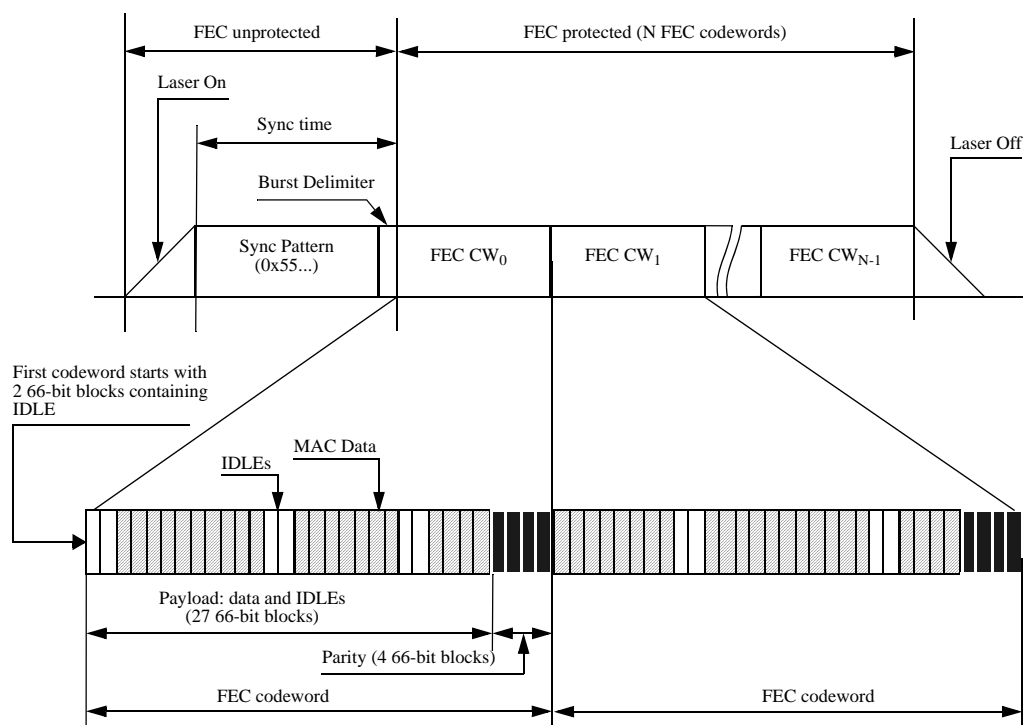 FEC unprotected
FEC protected (N FEC codewords)
Laser On
Sync time
Laser Off
Burst Delimiter
Sync Pattern
(0x55...)
FEC CW0
FEC CW1
FEC CWN-1
First codeword starts with
2 66-bit blocks containing
IDLE
MAC Data
IDLEs
Payload: data and IDLEs
(27 66-bit blocks)
Parity (4 66-bit blocks)
FEC codeword
FEC codeword